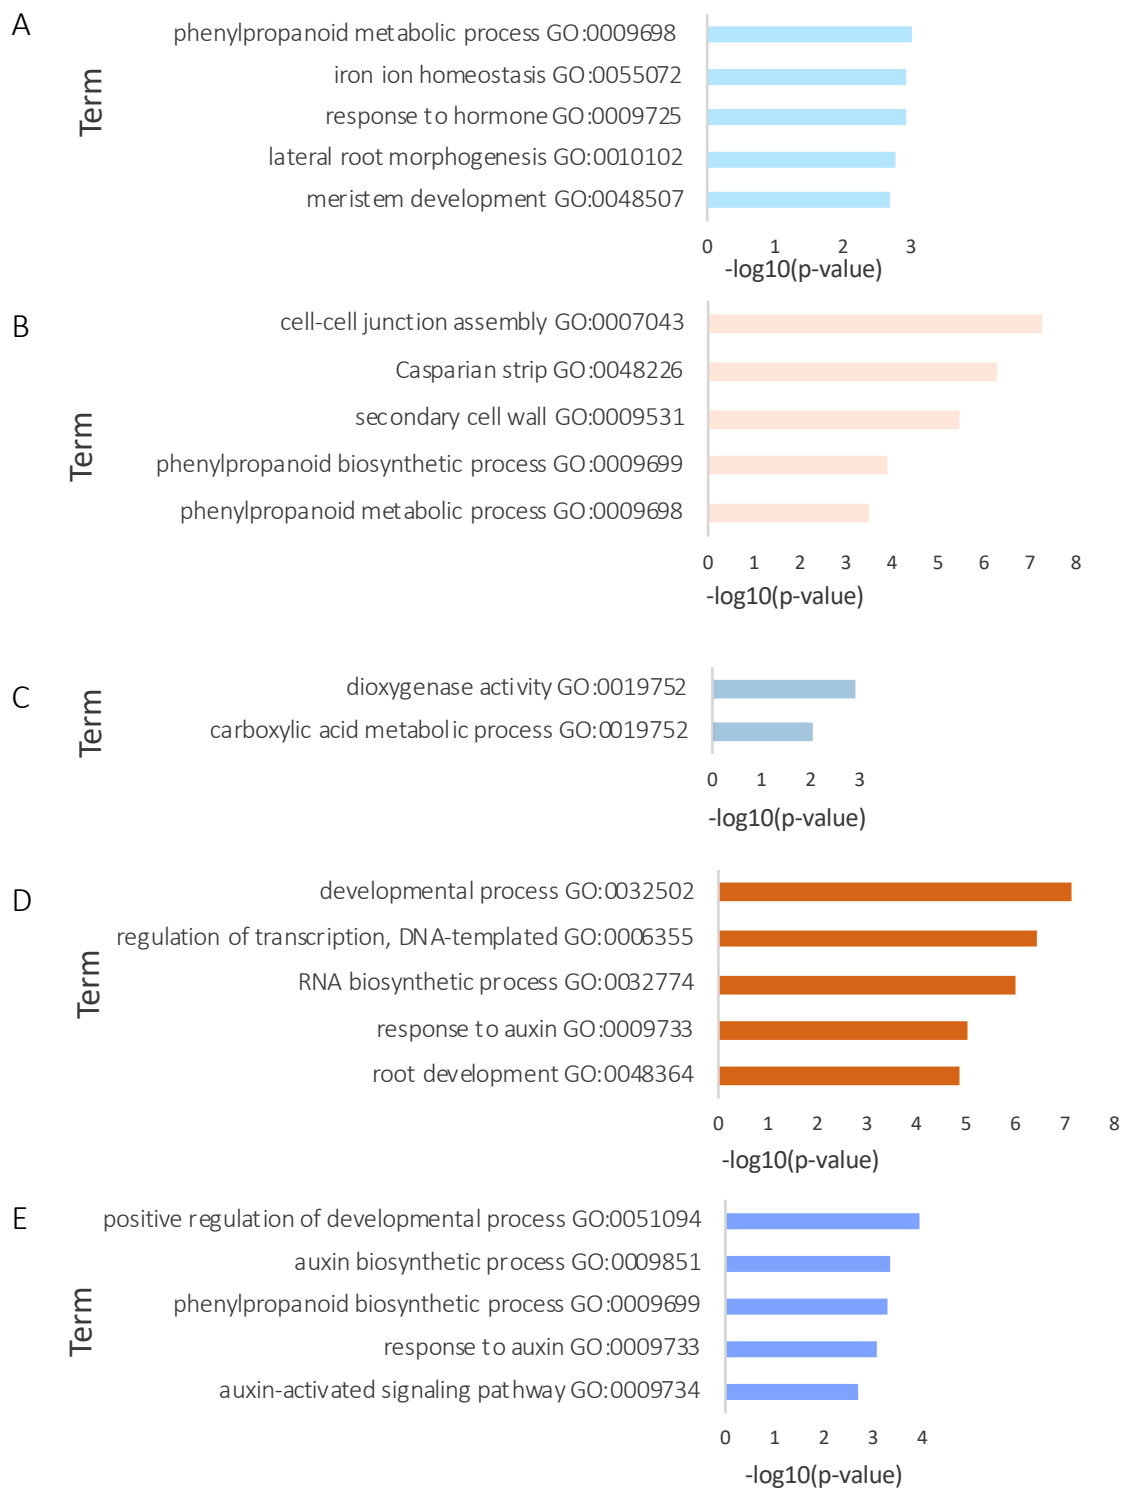 A
Term
phenylpropanoid metabolic process GO:0009698
iron ion homeostasis GO:0055072
response to hormone GO:0009725
lateral root morphogenesis GO:0010102
meristem development GO:0048507
0 1 2 3
-log10(p-value)
B
Term
cell-cell junction assembly GO:0007043
Casparian strip GO:0048226
secondary cell wall GO:0009531
phenylpropanoid biosynthetic process GO:0009699
phenylpropanoid metabolic process GO:0009698
0 1 2 3 4 5 6 7 8
-log10(p-value)
C
Term
dioxygenase activity GO:0019752
carboxylic acid metabolic process GO:0019752
0 1 2 3
-log10(p-value)
D
Term
developmental process GO:0032502
regulation of transcription, DNA-templated GO:0006355
RNA biosynthetic process GO:0032774
response to auxin GO:0009733
root development GO:0048364
0 1 2 3 4 5 6 7 8
-log10(p-value)
E
Term
positive regulation of developmental process GO:0051094
auxin biosynthetic process GO:0009851
phenylpropanoid biosynthetic process GO:0009699
response to auxin GO:0009733
auxin-activated signaling pathway GO:0009734
0 1 2 3 4
-log10(p-value)